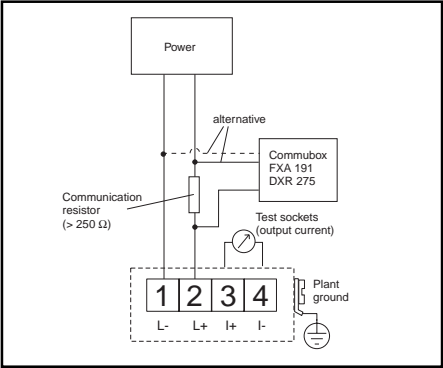 Power
alternative
Commubox
FXA 191
DXR 275
Communication
resistor
(> 250 Ω)
Test sockets
(output current)
1 2 3 4
L- L+ I+ I-
Plant
ground